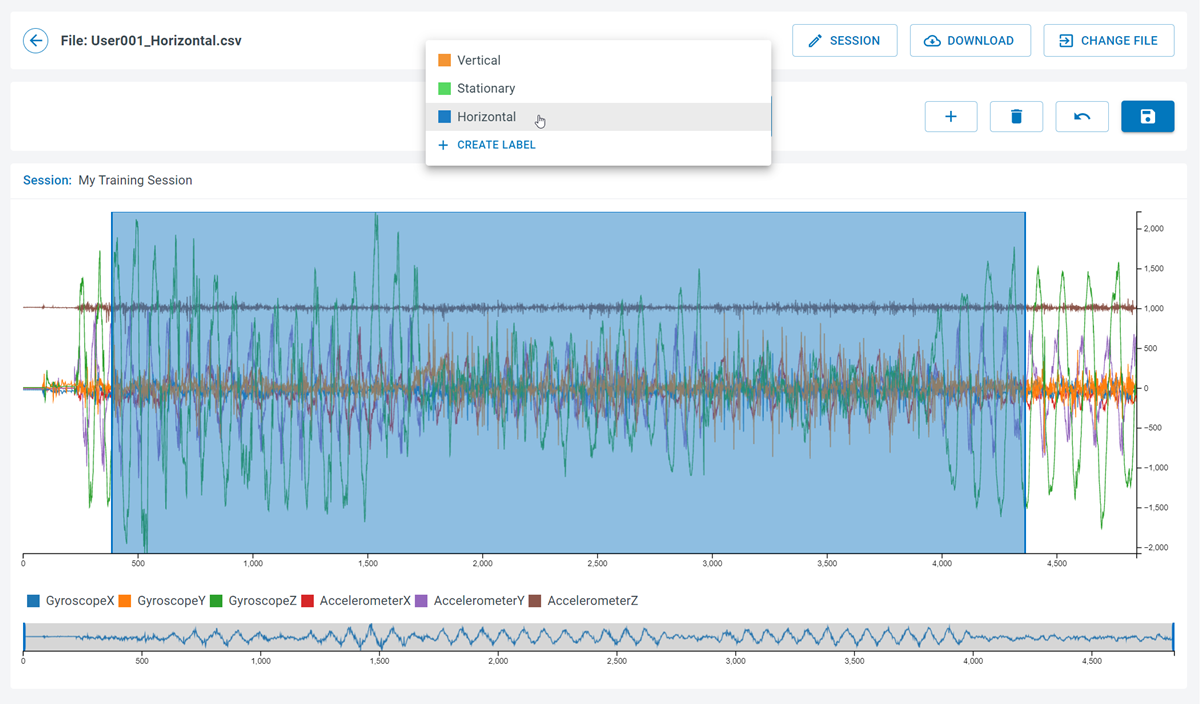 File: User001_Horizontal.csv
SESSION
DOWNLOAD
CHANGE FILE
Vertical
Stationary
Horizontal
CREATE LABEL
Session: My Training Session
2,000
1,500
1,000
500
0
-500
-1,000
-1,500
-2,000
0 500 1,000 1,500 2,000 2,500 3,000 3,500 4,000 4,500
GyroscopeX GyroscopeY GyroscopeZ AccelerometerX AccelerometerY AccelerometerZ
0 500 1,000 1,500 2,000 2,500 3,000 3,500 4,000 4,500